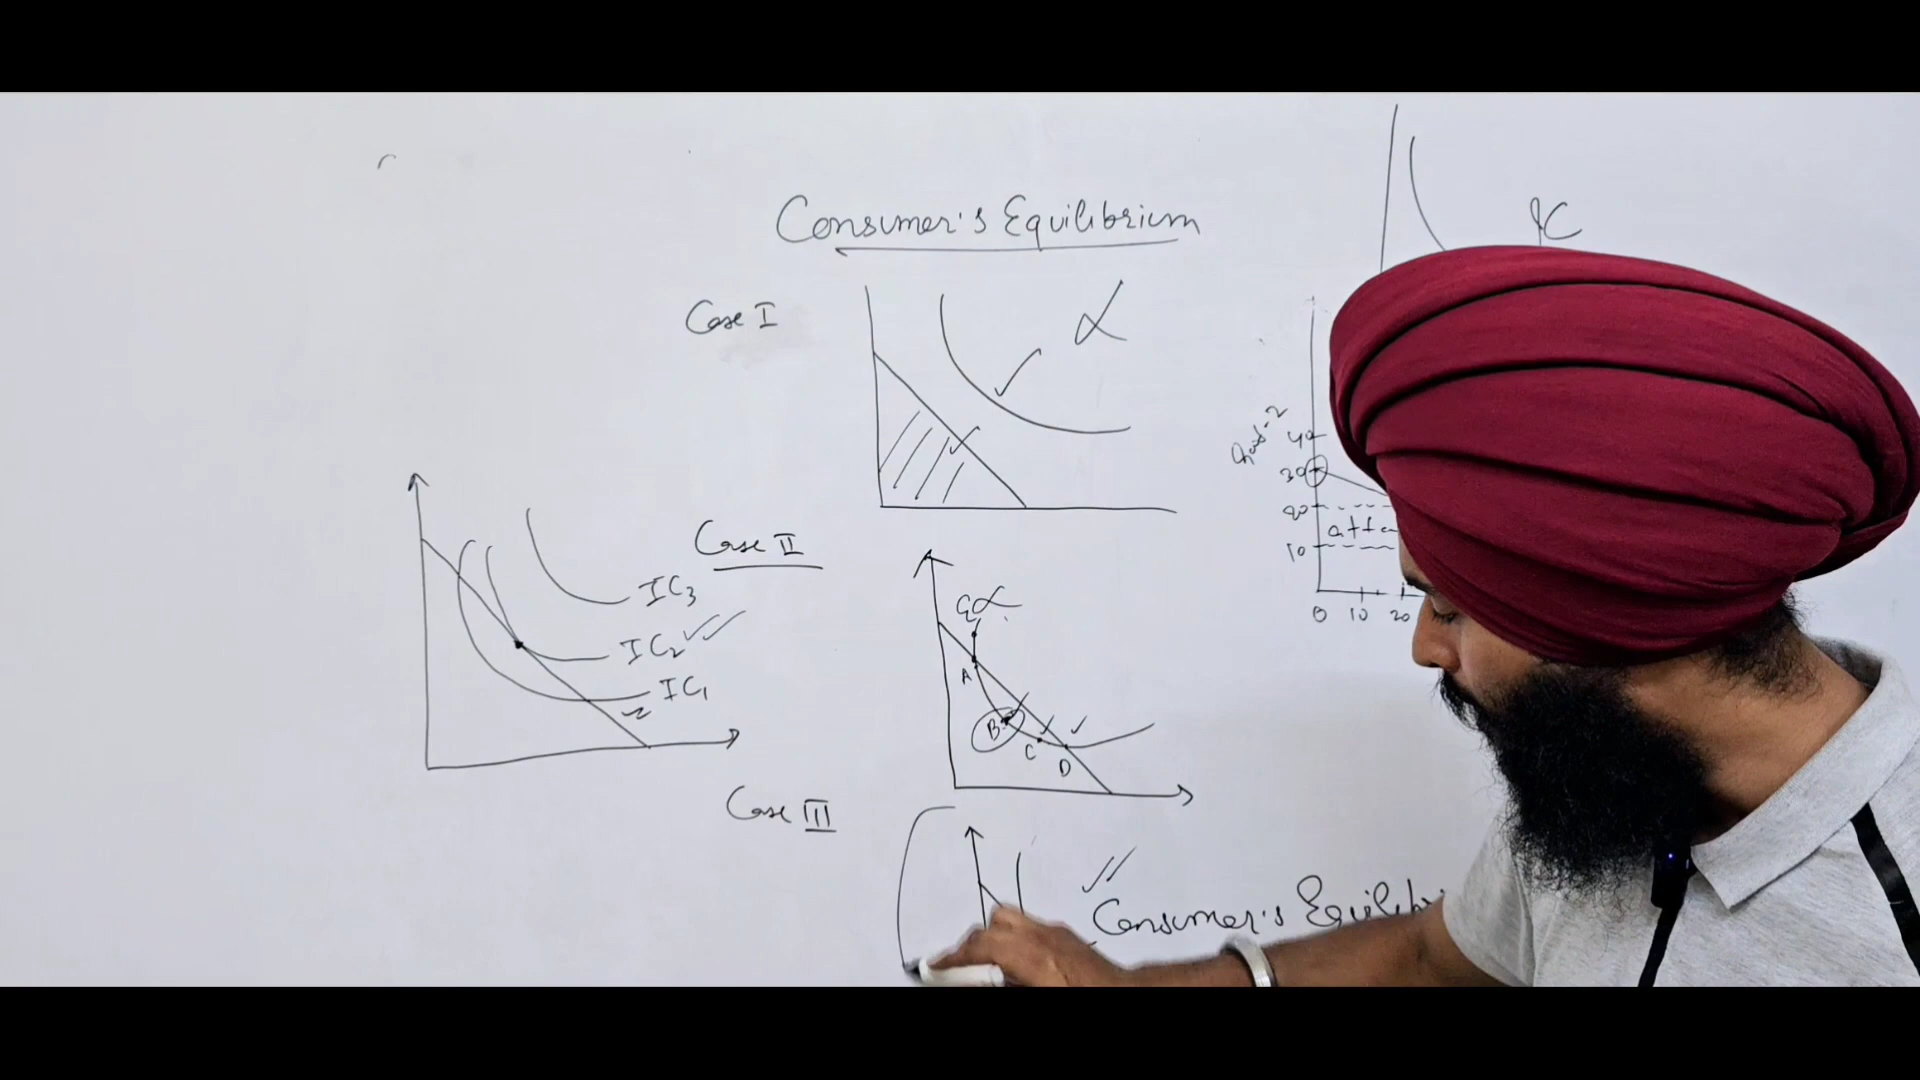 Consumer's Equilibrium
IC
Case I
40
30
20
10
0 10 20
Case II
IC3
IC2
IC1
A
B
C
D
Case III
Consumer's Equilib